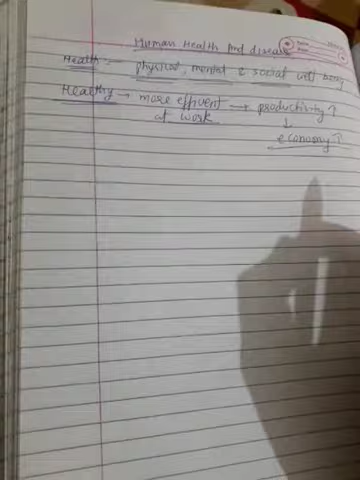 Human Health And disease
Health - physical, mental & social well being
Healthy → more efficient → productivity ↑
at work ↓
economy ↑